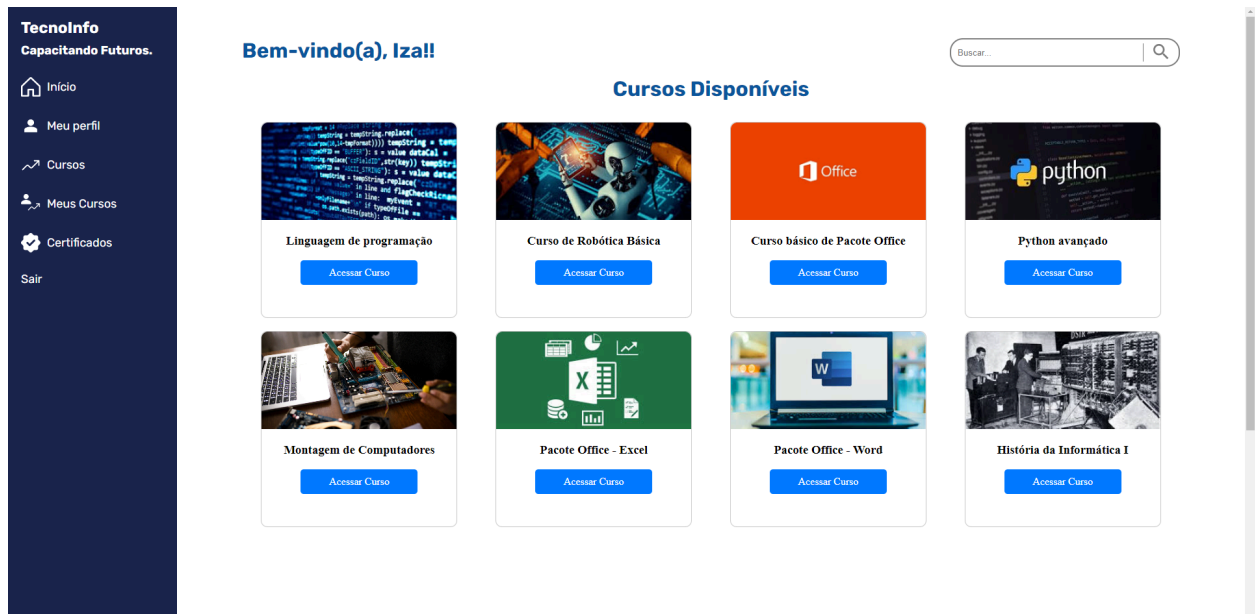 TecnoInfo
Capacitando Futuros.
Início
Meu perfil
Cursos
Meus Cursos
Certificados
Sair
Bem-vindo(a), Iza!!
Buscar...
Cursos Disponíveis
Linguagem de programação
Acessar Curso
Curso de Robótica Básica
Acessar Curso
Office
Curso básico de Pacote Office
Acessar Curso
python
Python avançado
Acessar Curso
Montagem de Computadores
Acessar Curso
X
Pacote Office - Excel
Acessar Curso
W
Pacote Office - Word
Acessar Curso
História da Informática I
Acessar Curso